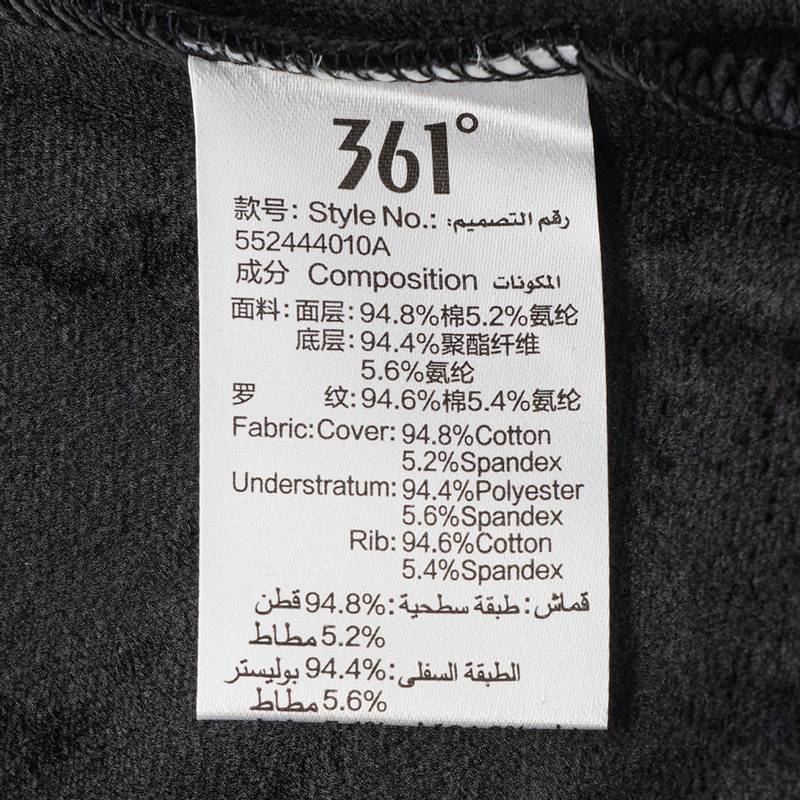 361°
款号: Style No.: رقم التصميم:
552444010A
成分 Composition المكونات
面料:面层:94.8%棉5.2%氨纶
底层:94.4%聚酯纤维
5.6%氨纶
罗 纹:94.6%棉5.4%氨纶
Fabric:Cover: 94.8%Cotton
5.2%Spandex
Understratum: 94.4%Polyester
5.6%Spandex
Rib: 94.6%Cotton
5.4%Spandex
قماش: طبقة سطحية: 94.8% قطن
5.2% مطاط
الطبقة السفلى: 94.4% بوليستر
5.6% مطاط